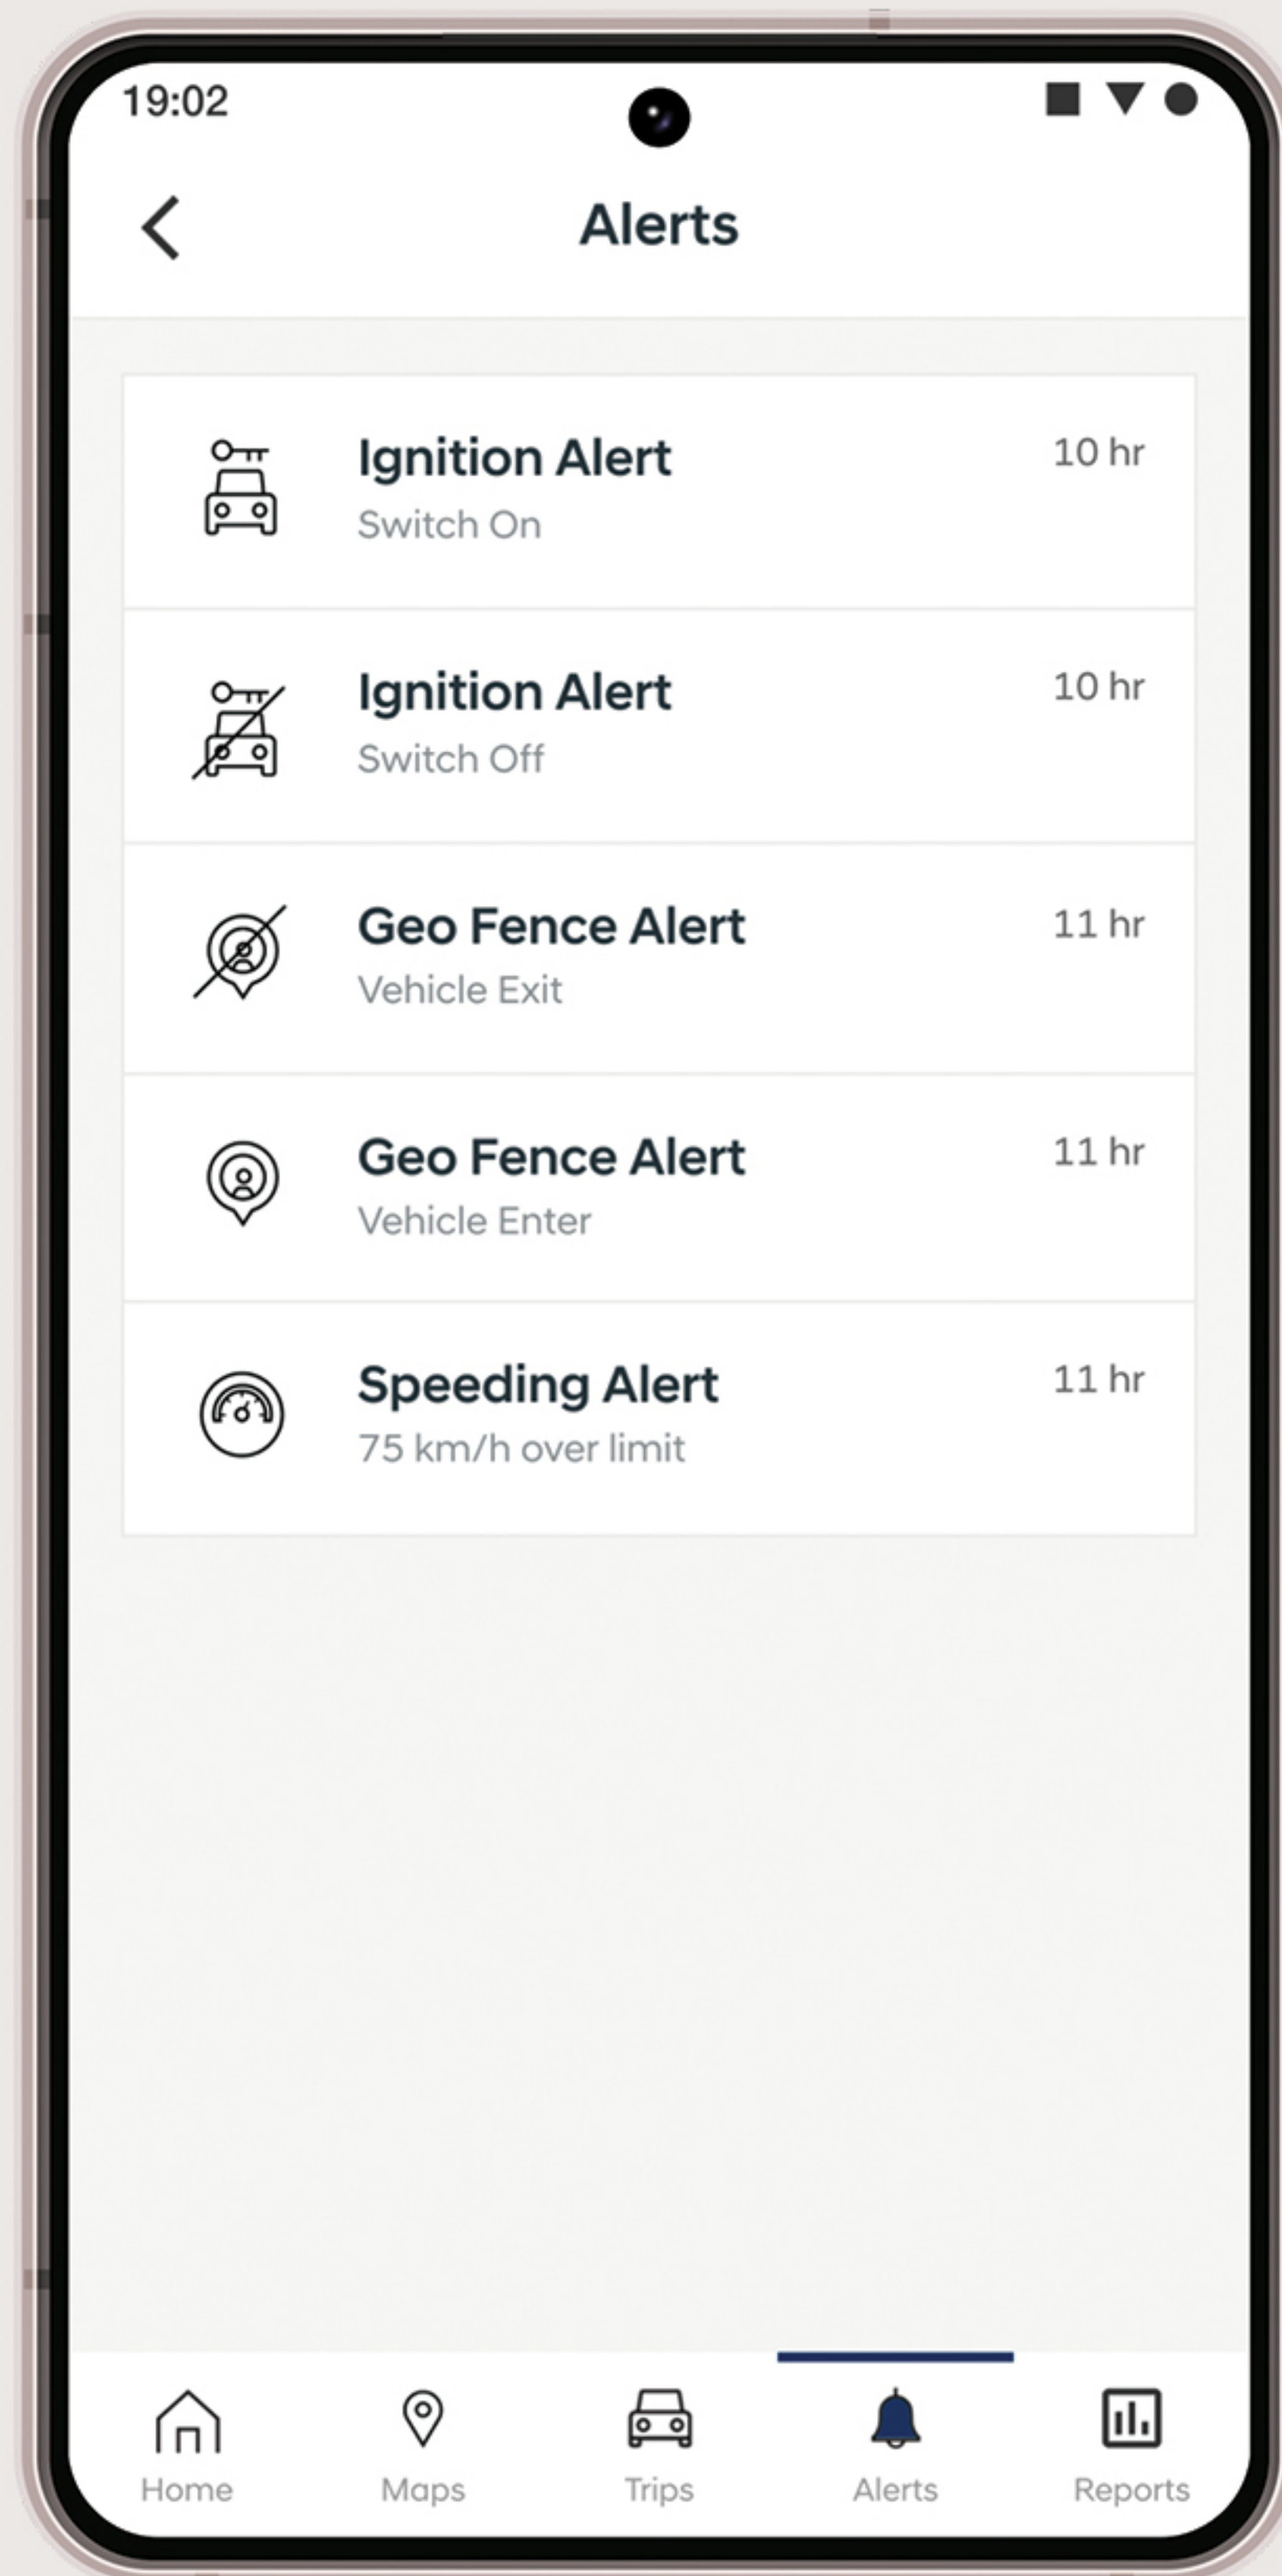 19:02
Alerts
Ignition Alert
10 hr
Switch On
Ignition Alert
10 hr
Switch Off
Geo Fence Alert
11 hr
Vehicle Exit
Geo Fence Alert
11 hr
Vehicle Enter
Speeding Alert
11 hr
75 km/h over limit
Home
Maps
Trips
Alerts
Reports